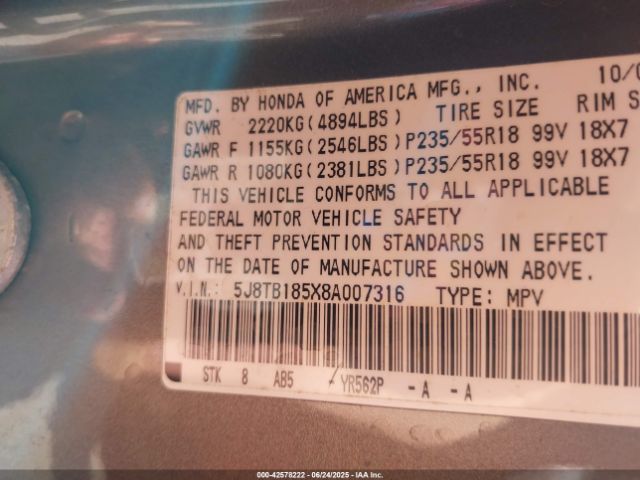 MFD. BY HONDA OF AMERICA MFG., INC. 10/0
GVWR 2220KG(4894LBS) TIRE SIZE RIM S
GAWR F 1155KG(2546LBS)P235/55R18 99V 18X7
GAWR R 1080KG(2381LBS)P235/55R18 99V 18X7
THIS VEHICLE CONFORMS TO ALL APPLICABLE
FEDERAL MOTOR VEHICLE SAFETY
AND THEFT PREVENTION STANDARDS IN EFFECT
ON THE DATE OF MANUFACTURE SHOWN ABOVE.
V.I.N.: 5J8TB185X8A007316 TYPE: MPV
STK 8 AB5 - YR562P - A - A
000-42578222 - 06/24/2025 - IAA Inc.